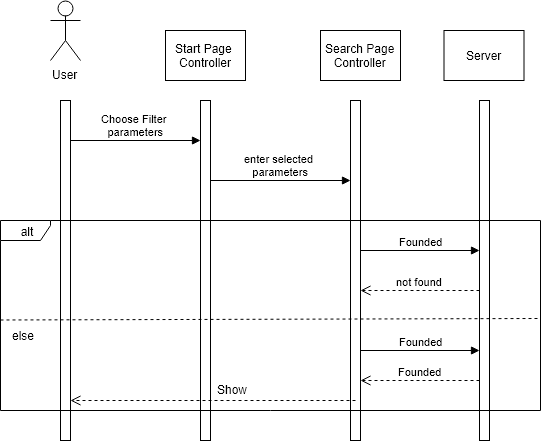 User
Start Page
Controller
Search Page
Controller
Server
Choose Filter
parameters
enter selected
parameters
alt
Founded
not found
else
Founded
Founded
Show